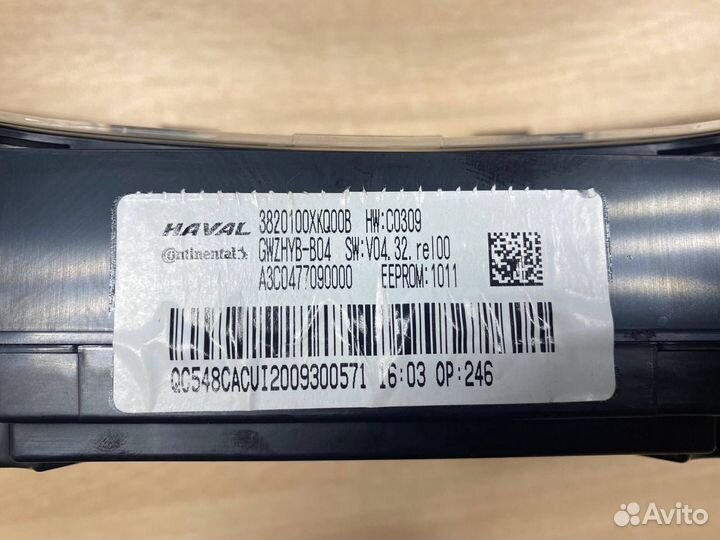 HAVAL 3820100XKQ00B HW:C0309
Continental GWZHYB-B04 SW:V04.32.rel00
A3C0477090000 EEPROM:1011
QC548CACVI2009300571 16:03 OP:246
Avito